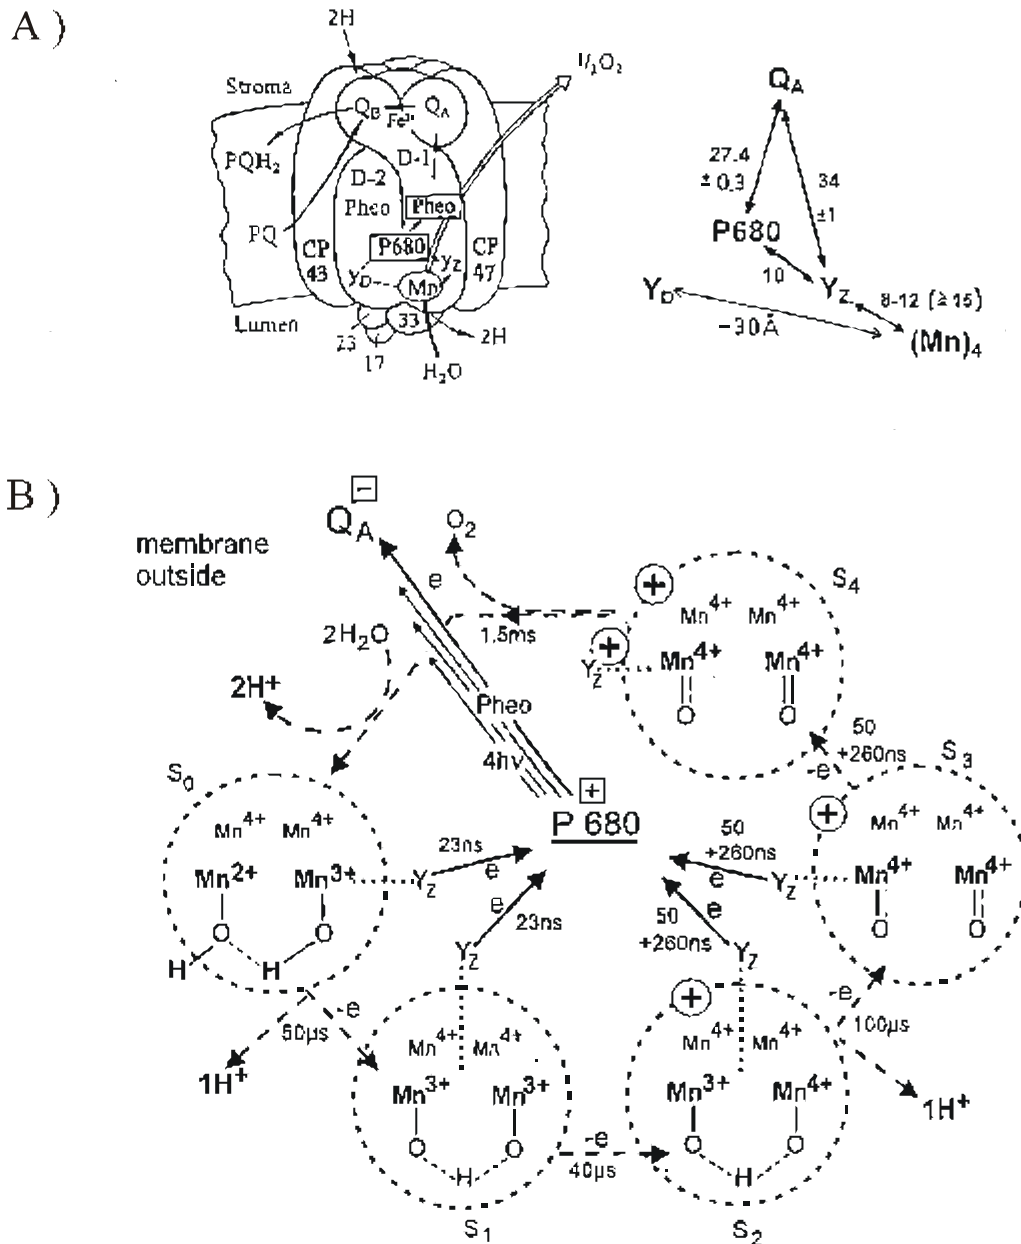 A )
2H
1/2O2
Stroma
QB
QA
Fe2+
PQH2
D-1
D-2
Pheo
Pheo
PQ
P680
CP
43
CP
47
YD
YZ
Mn
Lumen
33
23
17
2H
H2O
QA
27.4
± 0.3
34
±1
P680
10
YD
YZ
8-12 (≧15)
~30Å
(Mn)4
B )
−
QA
O2
membrane
outside
e
2H2O
1.5ms
2H+
Pheo
4hν
+
P 680
S4
+
Mn4+ Mn4+
+
YZ
Mn4+ Mn4+
O O
50
+260ns
-e
S3
+
Mn4+ Mn4+
50
+260ns
e
YZ
Mn4+ Mn4+
O O
S0
Mn4+ Mn4+
Mn2+ Mn3+
YZ
23ns
e
O O
H H
e
23ns
50
+260ns
e
YZ
YZ
-e
50μs
1H+
Mn4+ Mn4+
Mn3+ Mn3+
O O
H
S1
-e
40μs
+
Mn4+ Mn4+
Mn3+ Mn4+
O O
H
S2
-e
100μs
1H+